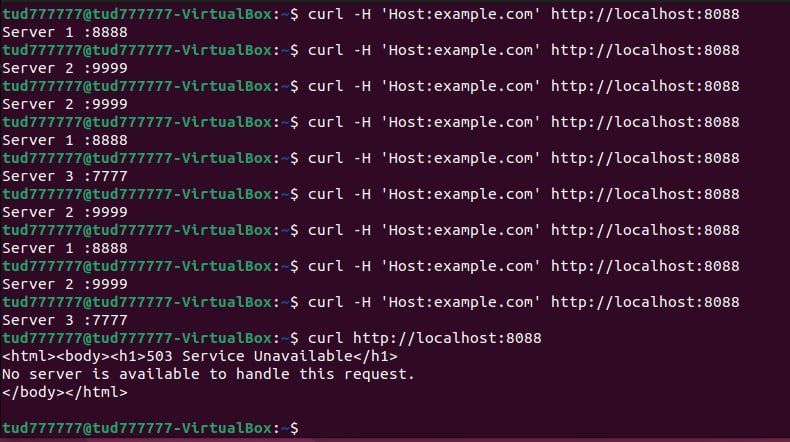 tud777777@tud777777-VirtualBox:~$ curl -H 'Host:example.com' http://localhost:8088
Server 1 :8888
tud777777@tud777777-VirtualBox:~$ curl -H 'Host:example.com' http://localhost:8088
Server 2 :9999
tud777777@tud777777-VirtualBox:~$ curl -H 'Host:example.com' http://localhost:8088
Server 2 :9999
tud777777@tud777777-VirtualBox:~$ curl -H 'Host:example.com' http://localhost:8088
Server 1 :8888
tud777777@tud777777-VirtualBox:~$ curl -H 'Host:example.com' http://localhost:8088
Server 3 :7777
tud777777@tud777777-VirtualBox:~$ curl -H 'Host:example.com' http://localhost:8088
Server 2 :9999
tud777777@tud777777-VirtualBox:~$ curl -H 'Host:example.com' http://localhost:8088
Server 1 :8888
tud777777@tud777777-VirtualBox:~$ curl -H 'Host:example.com' http://localhost:8088
Server 2 :9999
tud777777@tud777777-VirtualBox:~$ curl -H 'Host:example.com' http://localhost:8088
Server 3 :7777
tud777777@tud777777-VirtualBox:~$ curl http://localhost:8088
<html><body><h1>503 Service Unavailable</h1>
No server is available to handle this request.
</body></html>
tud777777@tud777777-VirtualBox:~$